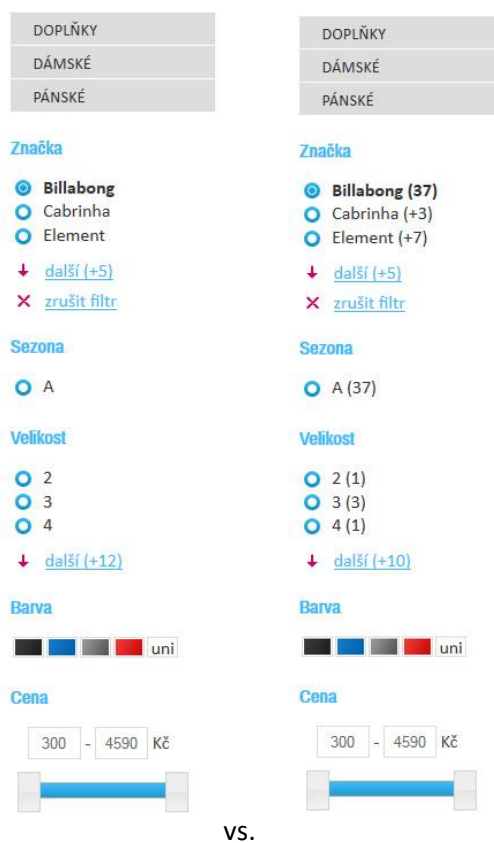 DOPLŇKY
DÁMSKÉ
PÁNSKÉ
Značka
Billabong
Cabrinha
Element
další (+5)
zrušit filtr
Sezona
A
Velikost
2
3
4
další (+12)
Barva
uni
Cena
300 - 4590 Kč
DOPLŇKY
DÁMSKÉ
PÁNSKÉ
Značka
Billabong (37)
Cabrinha (+3)
Element (+7)
další (+5)
zrušit filtr
Sezona
A (37)
Velikost
2 (1)
3 (3)
4 (1)
další (+10)
Barva
uni
Cena
300 - 4590 Kč
vs.